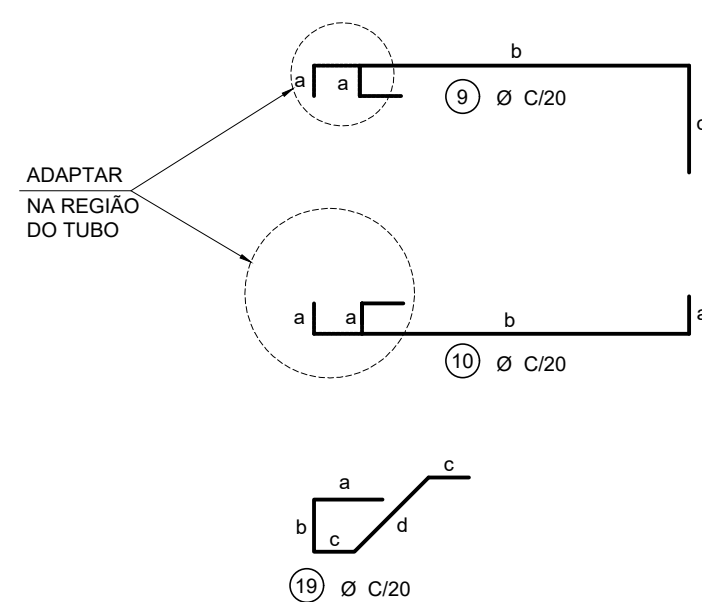 b
a a
9 Ø C/20
ADAPTAR
NA REGIÃO
DO TUBO
a a b a
10 Ø C/20
c
a
b d
c
19 Ø C/20